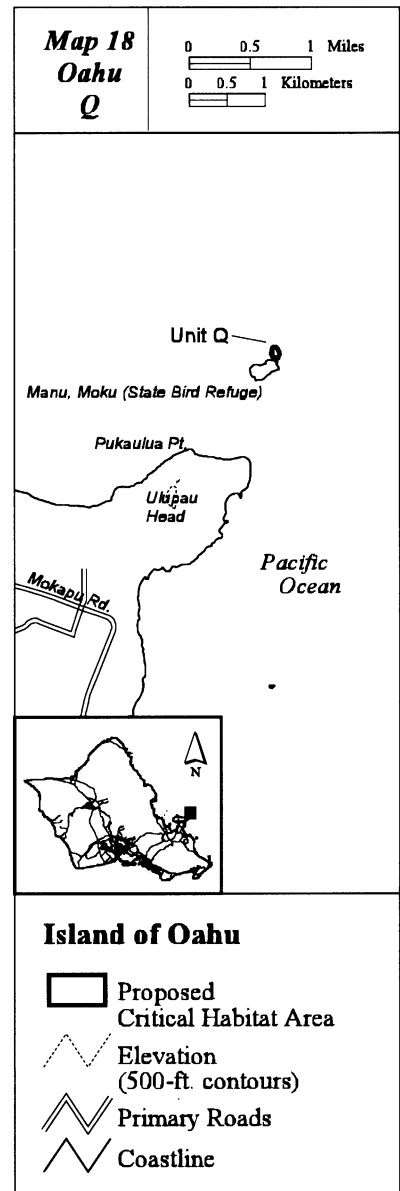 Map 18
Oahu
Q
0 0.5 1 Miles
0 0.5 1 Kilometers
Unit Q
Manu, Moku (State Bird Refuge)
Pukaulua Pt.
Ulupau
Head
Mokapu Rd.
Pacific
Ocean
N
Island of Oahu
Proposed
Critical Habitat Area
Elevation
(500-ft. contours)
Primary Roads
Coastline